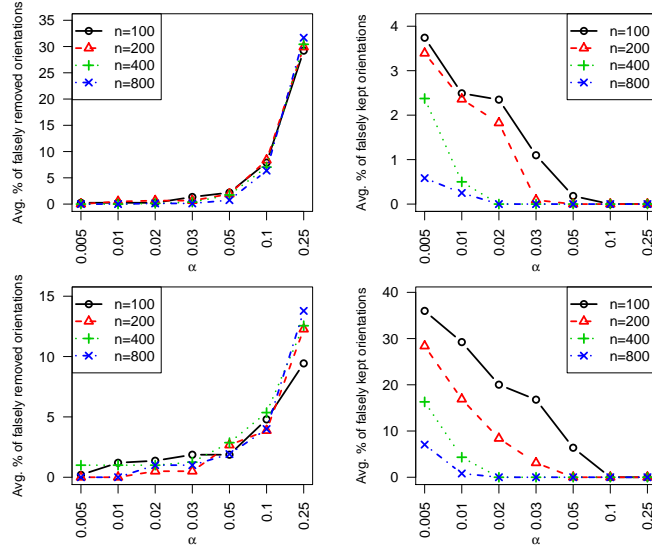 Avg. % of falsely removed orientations
35
30
25
20
15
10
5
0
n=100
n=200
n=400
n=800
0.005
0.01
0.02
0.03
0.05
0.1
0.25
α
Avg. % of falsely kept orientations
4
3
2
1
0
n=100
n=200
n=400
n=800
0.005
0.01
0.02
0.03
0.05
0.1
0.25
α
Avg. % of falsely removed orientations
15
10
5
0
n=100
n=200
n=400
n=800
0.005
0.01
0.02
0.03
0.05
0.1
0.25
α
Avg. % of falsely kept orientations
40
30
20
10
0
n=100
n=200
n=400
n=800
0.005
0.01
0.02
0.03
0.05
0.1
0.25
α